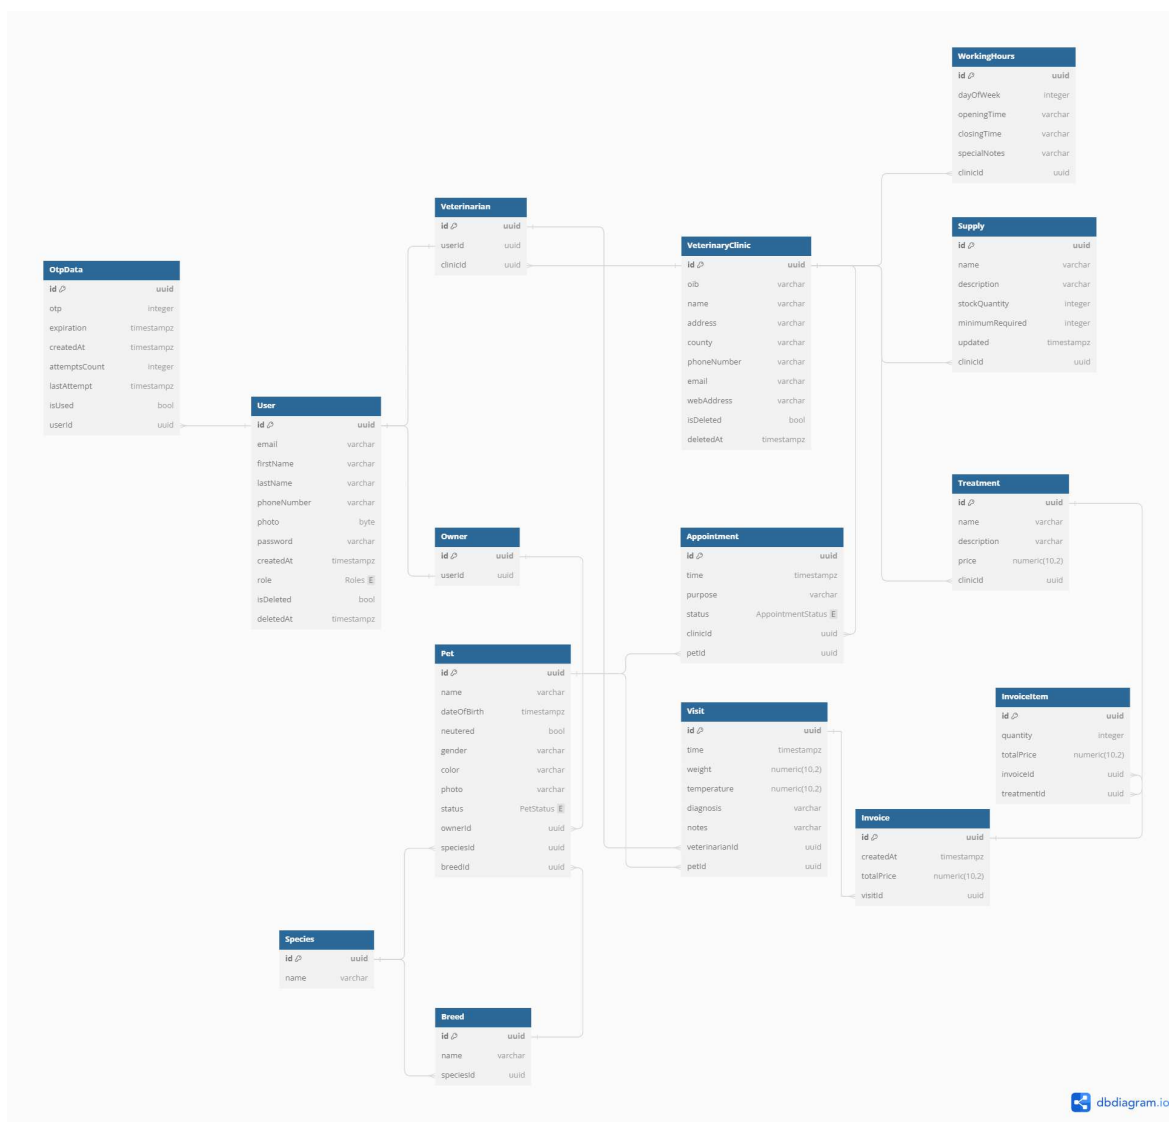 WorkingHours
id uuid
dayOfWeek integer
openingTime varchar
closingTime varchar
specialNotes varchar
clinicId uuid
Veterinarian
id uuid
userId uuid
clinicId uuid
Supply
id uuid
name varchar
description varchar
stockQuantity integer
minimumRequired integer
updated timestampz
clinicId uuid
VeterinaryClinic
id uuid
oib varchar
name varchar
address varchar
county varchar
phoneNumber varchar
email varchar
webAddress varchar
isDeleted bool
deletedAt timestampz
OtpData
id uuid
otp integer
expiration timestampz
createdAt timestampz
attemptsCount integer
lastAttempt timestampz
isUsed bool
userId uuid
User
id uuid
email varchar
firstName varchar
lastName varchar
phoneNumber varchar
photo byte
password varchar
createdAt timestampz
role Roles E
isDeleted bool
deletedAt timestampz
Treatment
id uuid
name varchar
description varchar
price numeric(10,2)
clinicId uuid
Owner
id uuid
userId uuid
Appointment
id uuid
time timestampz
purpose varchar
status AppointmentStatus E
clinicId uuid
petId uuid
Pet
id uuid
name varchar
dateOfBirth timestampz
neutered bool
gender varchar
color varchar
photo varchar
status PetStatus E
ownerId uuid
speciesId uuid
breedId uuid
InvoiceItem
id uuid
quantity integer
totalPrice numeric(10,2)
invoiceId uuid
treatmentId uuid
Visit
id uuid
time timestampz
weight numeric(10,2)
temperature numeric(10,2)
diagnosis varchar
notes varchar
veterinarianId uuid
petId uuid
Invoice
id uuid
createdAt timestampz
totalPrice numeric(10,2)
visitId uuid
Species
id uuid
name varchar
Breed
id uuid
name varchar
speciesId uuid
dbdiagram.io